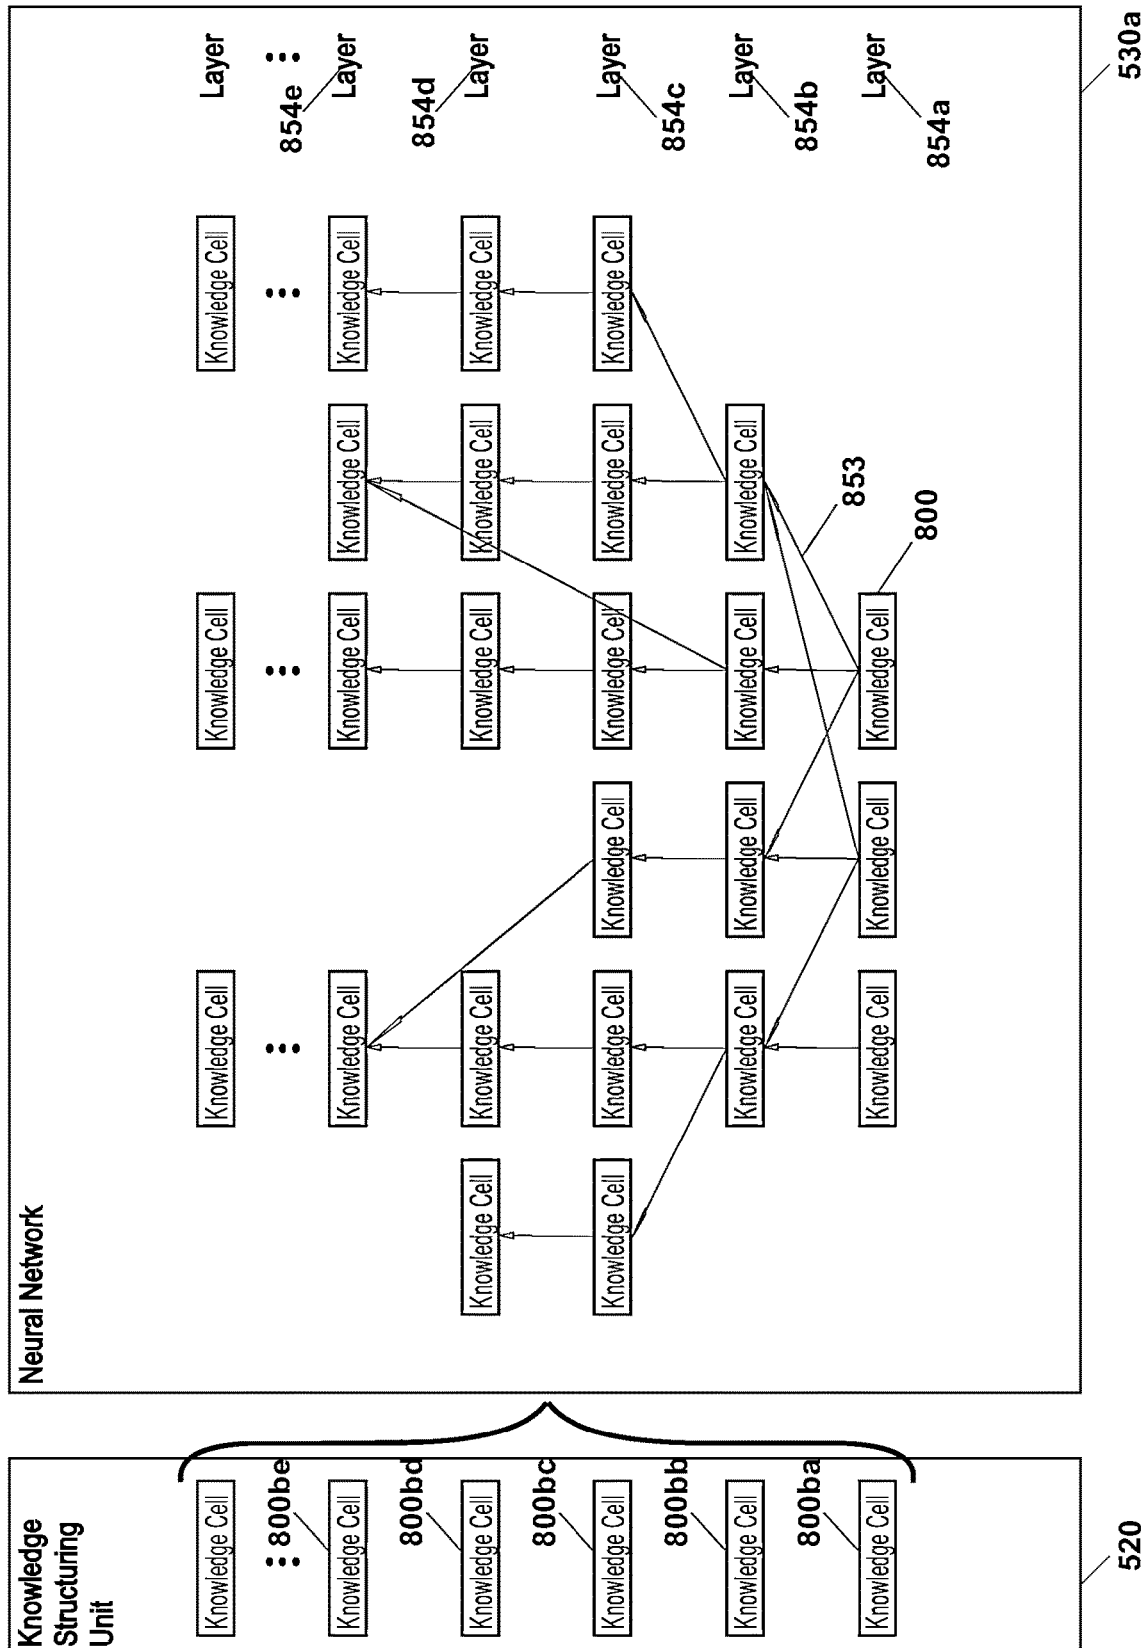 Knowledge
Structuring
Unit
Knowledge Cell
...
800be
Knowledge Cell
800bd
Knowledge Cell
800bc
Knowledge Cell
800bb
Knowledge Cell
800ba
Knowledge Cell
520
Neural Network
Knowledge Cell Knowledge Cell Knowledge Cell Layer
... ... ... ...
854e
Knowledge Cell Knowledge Cell Knowledge Cell Knowledge Cell Layer
854d
Knowledge Cell Knowledge Cell Knowledge Cell Knowledge Cell Knowledge Cell Layer
Knowledge Cell Knowledge Cell Knowledge Cell Knowledge Cell Knowledge Cell Knowledge Cell Layer
854c
Knowledge Cell Knowledge Cell Knowledge Cell Knowledge Cell Layer
854b
853
Knowledge Cell Knowledge Cell Knowledge Cell Layer
800
854a
530a